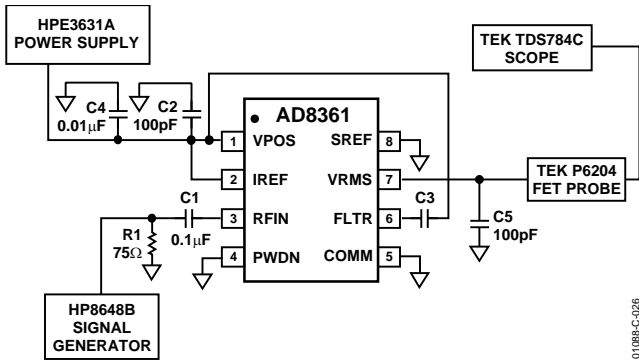 HPE3631A
POWER SUPPLY
TEK TDS784C
SCOPE
C4
0.01μF
C2
100pF
AD8361
1
VPOS
SREF
8
2
IREF
VRMS
7
TEK P6204
FET PROBE
C1
0.1μF
3
RFIN
FLTR
6
C3
R1
75Ω
C5
100pF
4
PWDN
COMM
5
HP8648B
SIGNAL
GENERATOR
01088-C-026